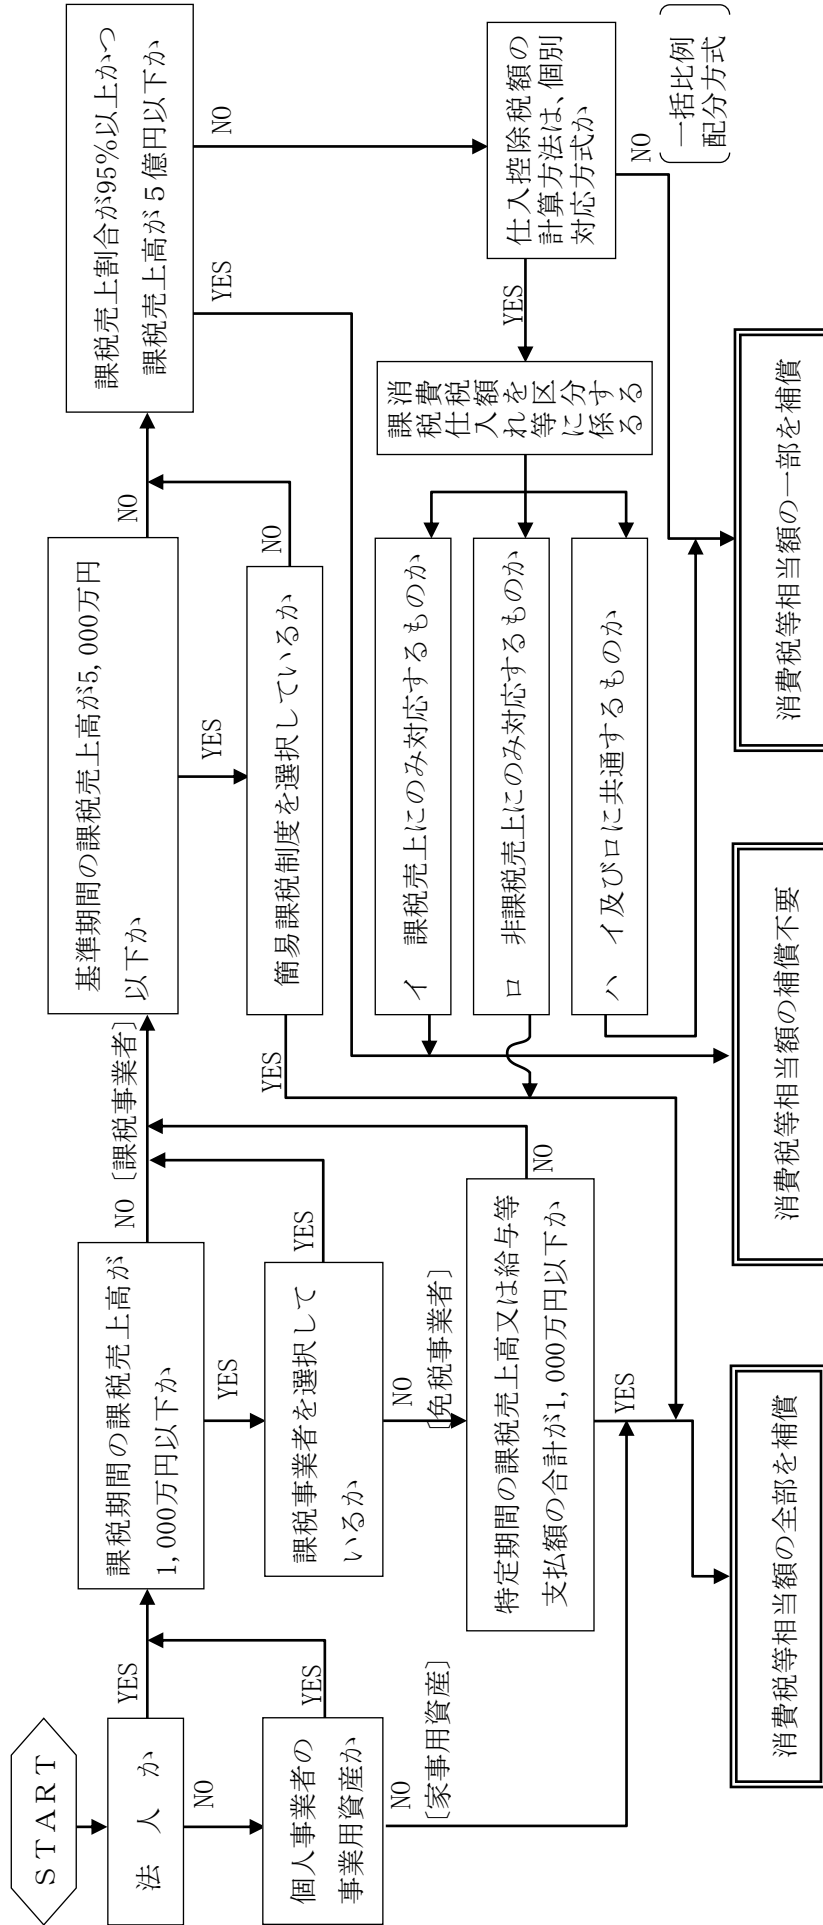 START
法 人 か
YES
NO
個人事業者の
事業用資産か
YES
NO
〔家事用資産〕
課税期間の課税売上高が
1,000万円以下か
NO〔課税事業者〕
YES
課税事業者を選択して
いるか
YES
NO
〔免税事業者〕
特定期間の課税売上高又は給与等
支払額の合計が1,000万円以下か
NO
YES
基準期間の課税売上高が5,000万円
以下か
NO
YES
簡易課税制度を選択しているか
NO
YES
課税売上割合が95%以上かつ
課税売上高が5億円以下か
NO
YES
仕入控除税額の
計算方法は、個別
対応方式か
YES
NO
一括比例
配分方式
課税仕入れ等に係る
消費税額を区分する
イ 課税売上にのみ対応するものか
ロ 非課税売上にのみ対応するものか
ハ イ及びロに共通するものか
消費税等相当額の全部を補償
消費税等相当額の補償不要
消費税等相当額の一部を補償